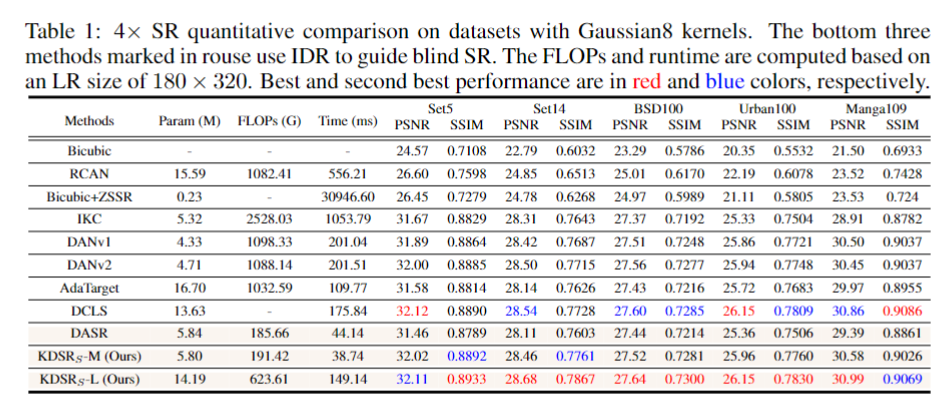 Table 1: 4× SR quantitative comparison on datasets with Gaussian8 kernels. The bottom three
methods marked in rouse use IDR to guide blind SR. The FLOPs and runtime are computed based on
an LR size of 180 × 320. Best and second best performance are in red and blue colors, respectively.
Methods Param (M) FLOPs (G) Time (ms) Set5 Set14 BSD100 Urban100 Manga109
PSNR SSIM PSNR SSIM PSNR SSIM PSNR SSIM PSNR SSIM
Bicubic - - - 24.57 0.7108 22.79 0.6032 23.29 0.5786 20.35 0.5532 21.50 0.6933
RCAN 15.59 1082.41 556.21 26.60 0.7598 24.85 0.6513 25.01 0.6170 22.19 0.6078 23.52 0.7428
Bicubic+ZSSR 0.23 - 30946.60 26.45 0.7279 24.78 0.6268 24.97 0.5989 21.11 0.5805 23.53 0.724
IKC 5.32 2528.03 1053.79 31.67 0.8829 28.31 0.7643 27.37 0.7192 25.33 0.7504 28.91 0.8782
DANv1 4.33 1098.33 201.04 31.89 0.8864 28.42 0.7687 27.51 0.7248 25.86 0.7721 30.50 0.9037
DANv2 4.71 1088.14 201.51 32.00 0.8885 28.50 0.7715 27.56 0.7277 25.94 0.7748 30.45 0.9037
AdaTarget 16.70 1032.59 109.77 31.58 0.8814 28.14 0.7626 27.43 0.7216 25.72 0.7683 29.97 0.8955
DCLS 13.63 - 175.84 32.12 0.8890 28.54 0.7728 27.60 0.7285 26.15 0.7809 30.86 0.9086
DASR 5.84 185.66 44.14 31.46 0.8789 28.11 0.7603 27.44 0.7214 25.36 0.7506 29.39 0.8861
KDSRS-M (Ours) 5.80 191.42 38.74 32.02 0.8892 28.46 0.7761 27.52 0.7281 25.96 0.7760 30.58 0.9026
KDSRS-L (Ours) 14.19 623.61 149.14 32.11 0.8933 28.68 0.7867 27.64 0.7300 26.15 0.7830 30.99 0.9069